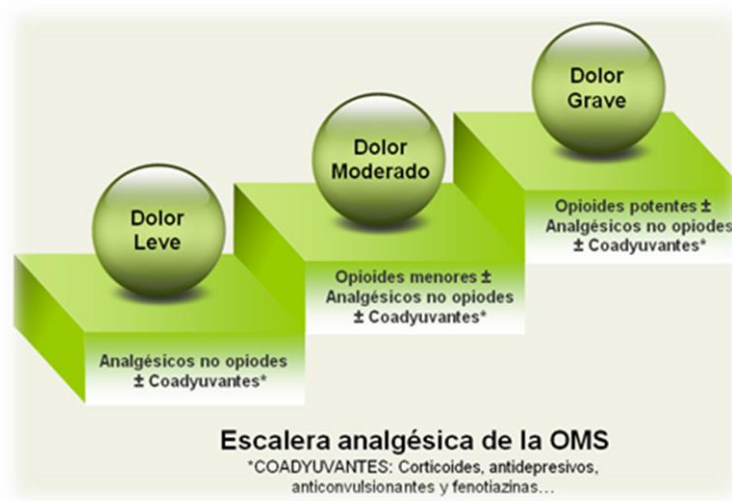 Dolor
Leve
Analgésicos no opiodes
± Coadyuvantes*
Dolor
Moderado
Opioides menores ±
Analgésicos no opiodes
± Coadyuvantes*
Dolor
Grave
Opioides potentes ±
Analgésicos no opiodes
± Coadyuvantes*
Escalera analgésica de la OMS
*COADYUVANTES: Corticoides, antidepresivos,
anticonvulsionantes y fenotiazinas...